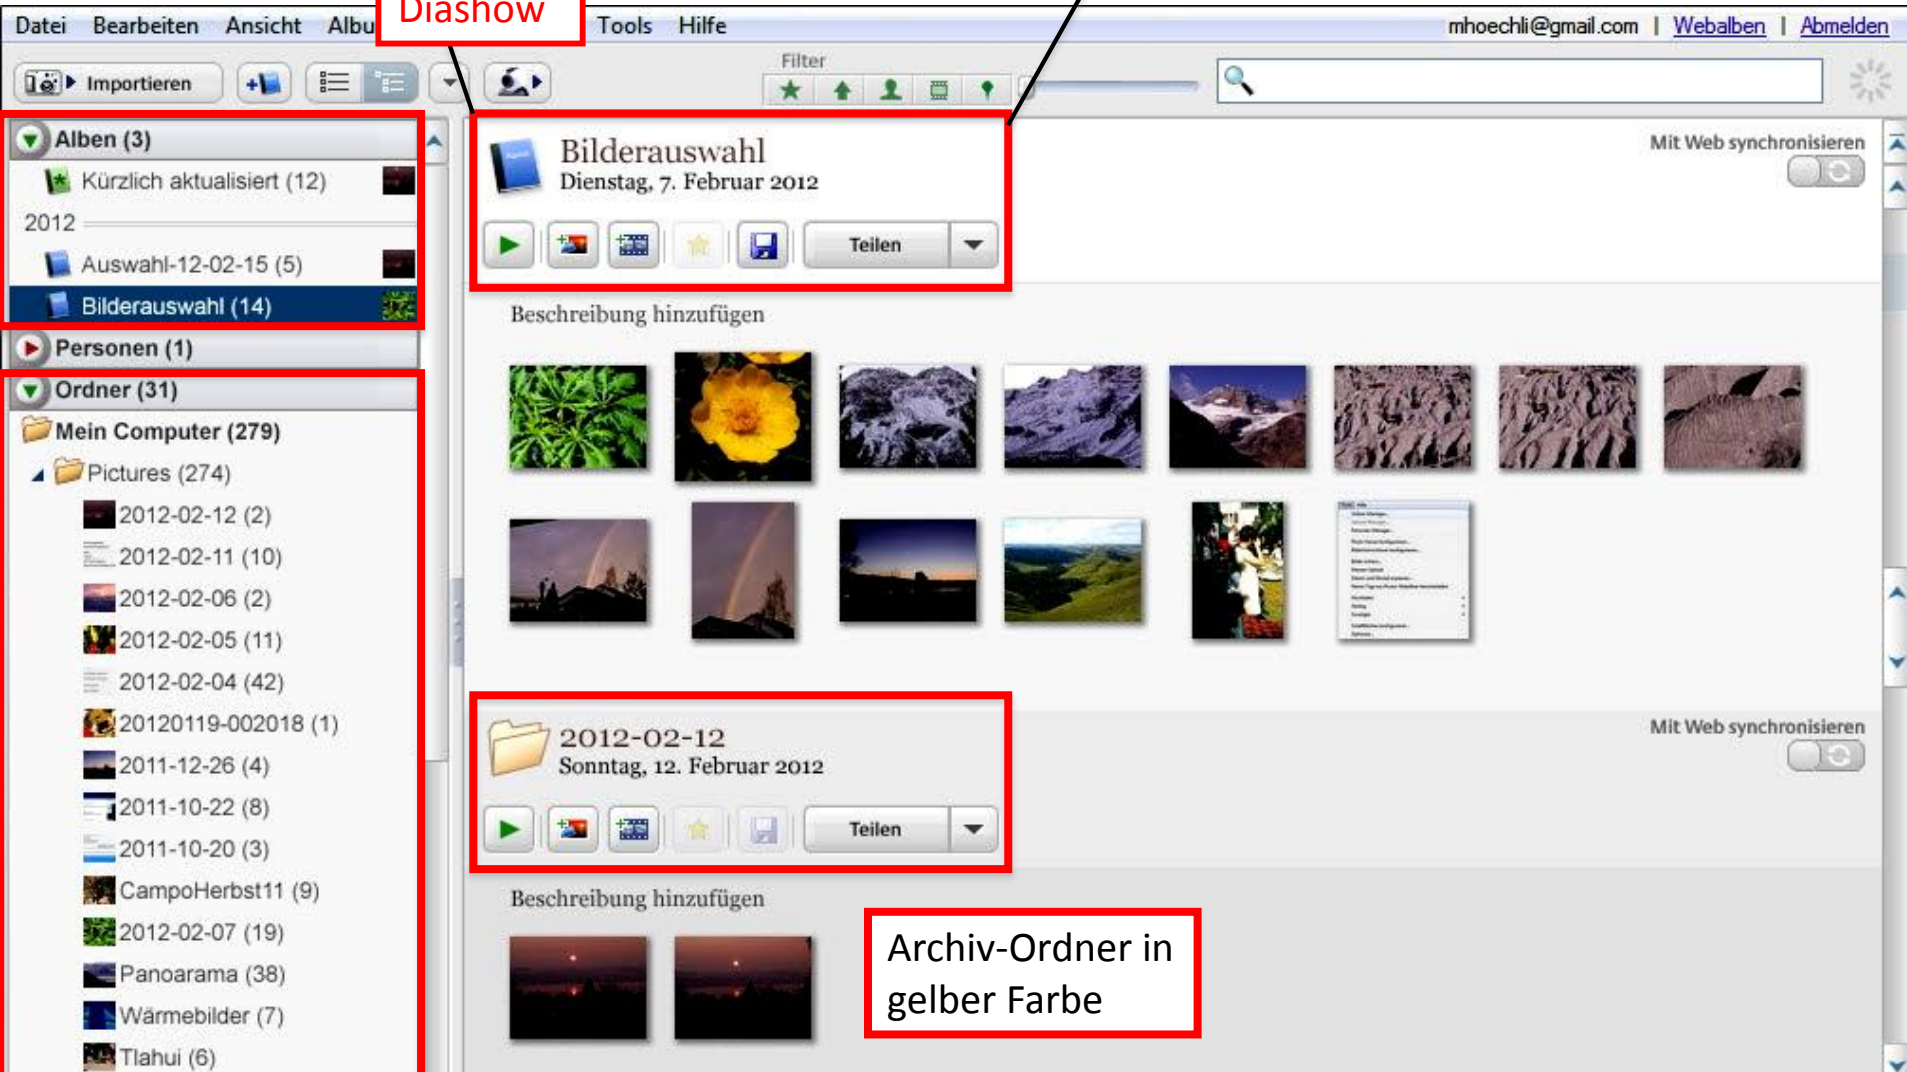 Diashow
Datei Bearbeiten Ansicht Albu Tools Hilfe
mhoechli@gmail.com | Webalben | Abmelden
Importieren
Filter
Alben (3)
Kürzlich aktualisiert (12)
2012
Auswahl-12-02-15 (5)
Bilderauswahl (14)
Personen (1)
Ordner (31)
Mein Computer (279)
Pictures (274)
2012-02-12 (2)
2012-02-11 (10)
2012-02-06 (2)
2012-02-05 (11)
2012-02-04 (42)
20120119-002018 (1)
2011-12-26 (4)
2011-10-22 (8)
2011-10-20 (3)
CampoHerbst11 (9)
2012-02-07 (19)
Panoarama (38)
Wärmebilder (7)
Tlahui (6)
Bilderauswahl
Dienstag, 7. Februar 2012
Mit Web synchronisieren
Teilen
Beschreibung hinzufügen
2012-02-12
Sonntag, 12. Februar 2012
Mit Web synchronisieren
Teilen
Beschreibung hinzufügen
Archiv-Ordner in
gelber Farbe